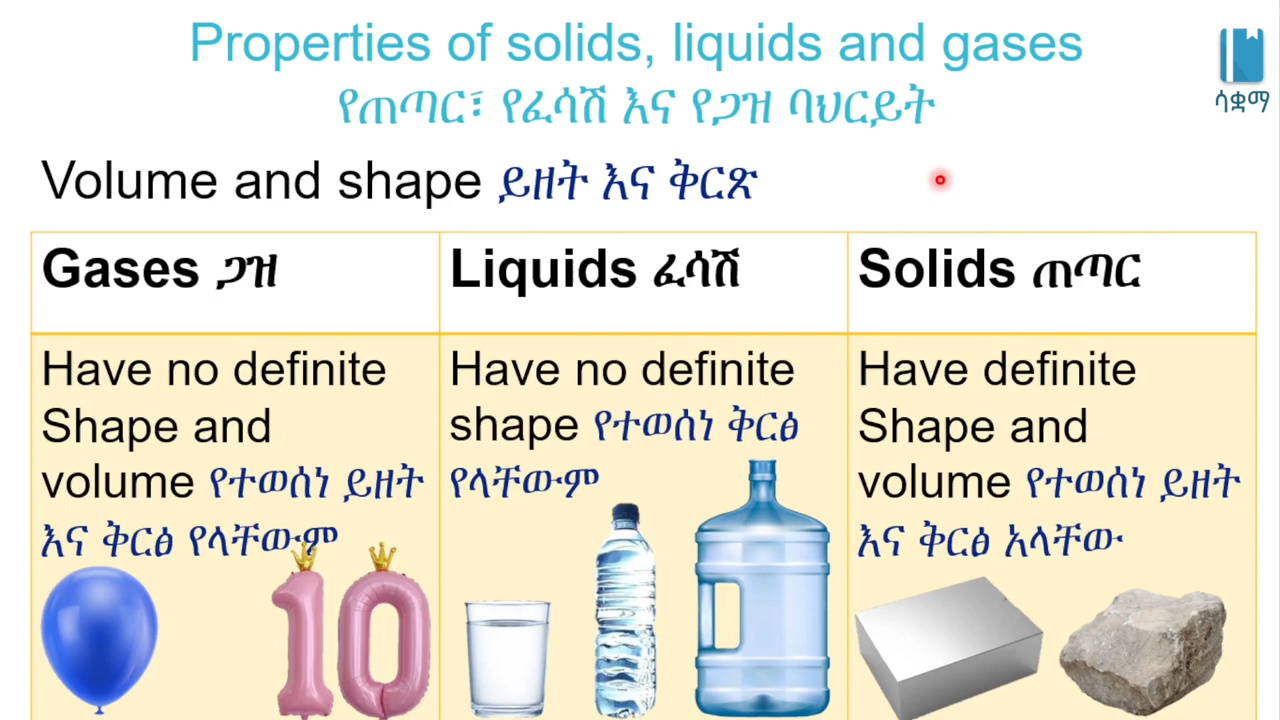 Properties of solids, liquids and gases
የጠጣር፣ የፈሳሽ እና የጋዝ ባህርይት
ሳቋማ
Volume and shape ይዘት እና ቅርጽ
Gases ጋዝ
Liquids ፈሳሽ
Solids ጠጣር
Have no definite
Shape and
volume የተወሰነ ይዘት
እና ቅርፅ የላቸውም
10
Have no definite
shape የተወሰነ ቅርፅ
የላቸውም
Have definite
Shape and
volume የተወሰነ ይዘት
እና ቅርፅ አላቸው